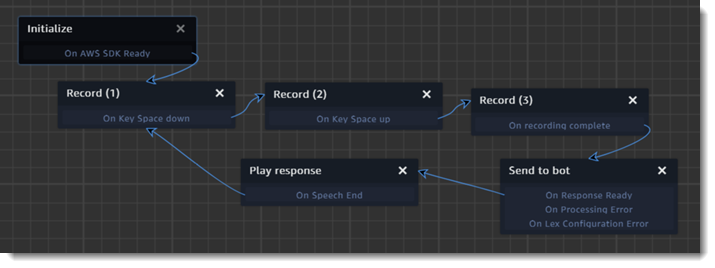 Initialize
On AWS SDK Ready
Record (1)
On Key Space down
Record (2)
On Key Space up
Record (3)
On recording complete
Send to bot
On Response Ready
On Processing Error
On Lex Configuration Error
Play response
On Speech End